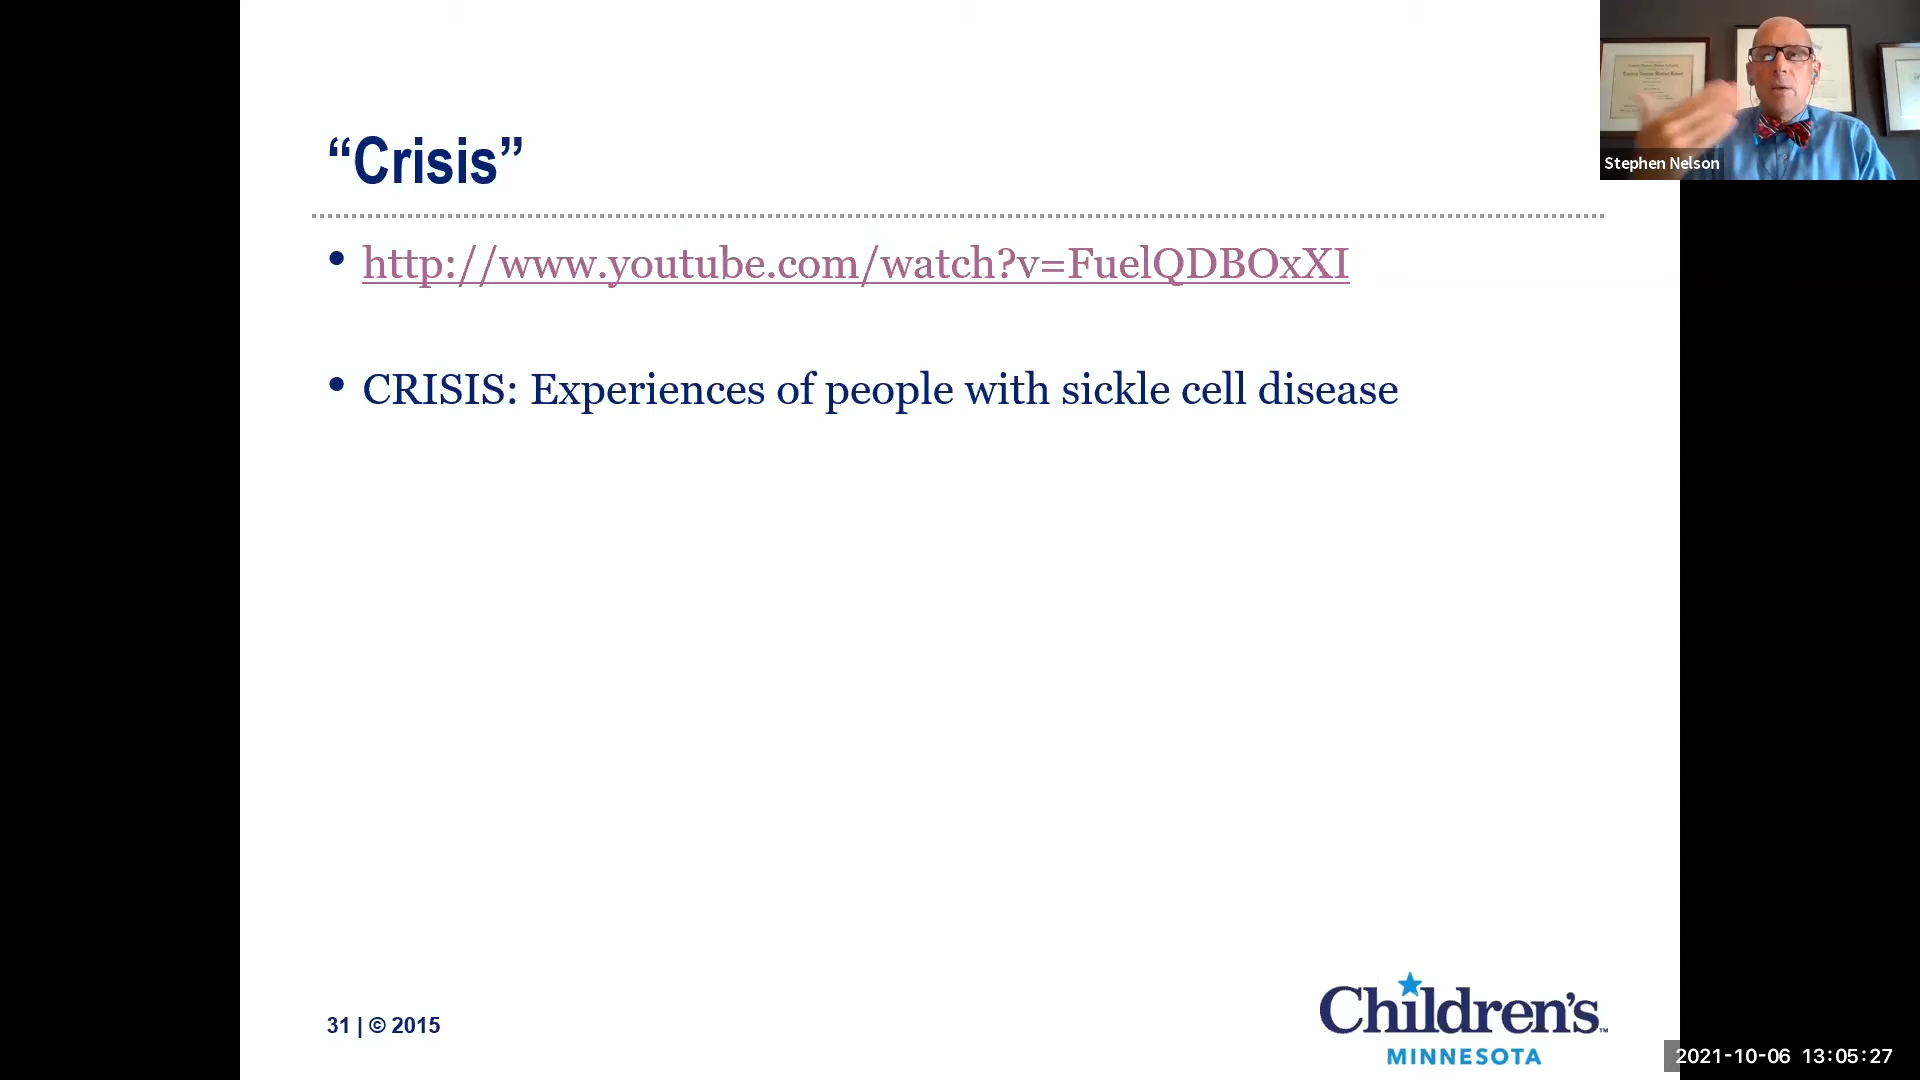 “Crisis”
• http://www.youtube.com/watch?v=FuelQDBOxXI
• CRISIS: Experiences of people with sickle cell disease
31 | © 2015
Children's™
MINNESOTA
Stephen Nelson
2021-10-06 13:05:27